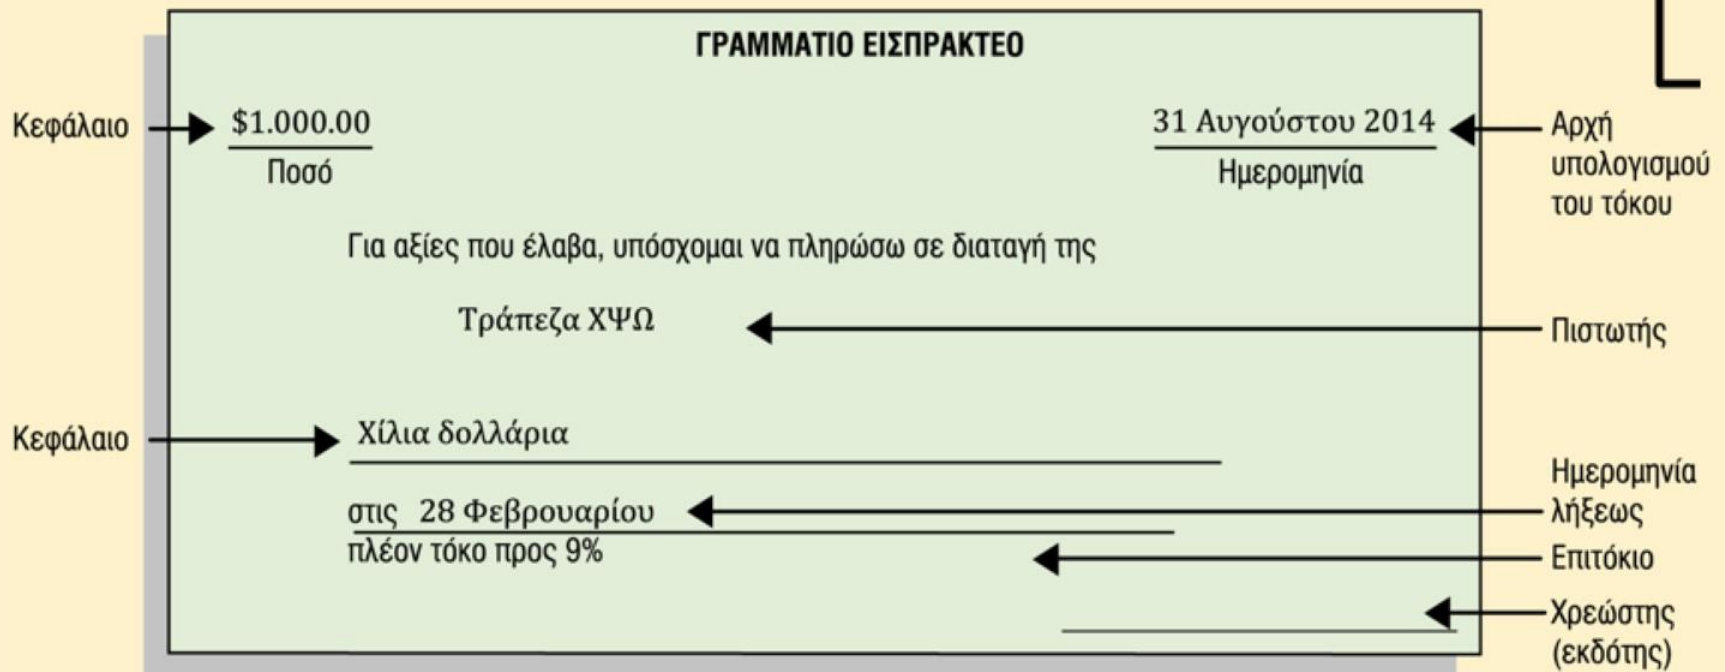 ΓΡΑΜΜΑΤΙΟ ΕΙΣΠΡΑΚΤΕΟ
Κεφάλαιο
$1.000.00
Ποσό
31 Αυγούστου 2014
Ημερομηνία
Αρχή
υπολογισμού
του τόκου
Για αξίες που έλαβα, υπόσχομαι να πληρώσω σε διαταγή της
Τράπεζα ΧΨΩ
Πιστωτής
Κεφάλαιο
Χίλια δολλάρια
στις 28 Φεβρουαρίου
Ημερομηνία
λήξεως
πλέον τόκο προς 9%
Επιτόκιο
Χρεώστης
(εκδότης)